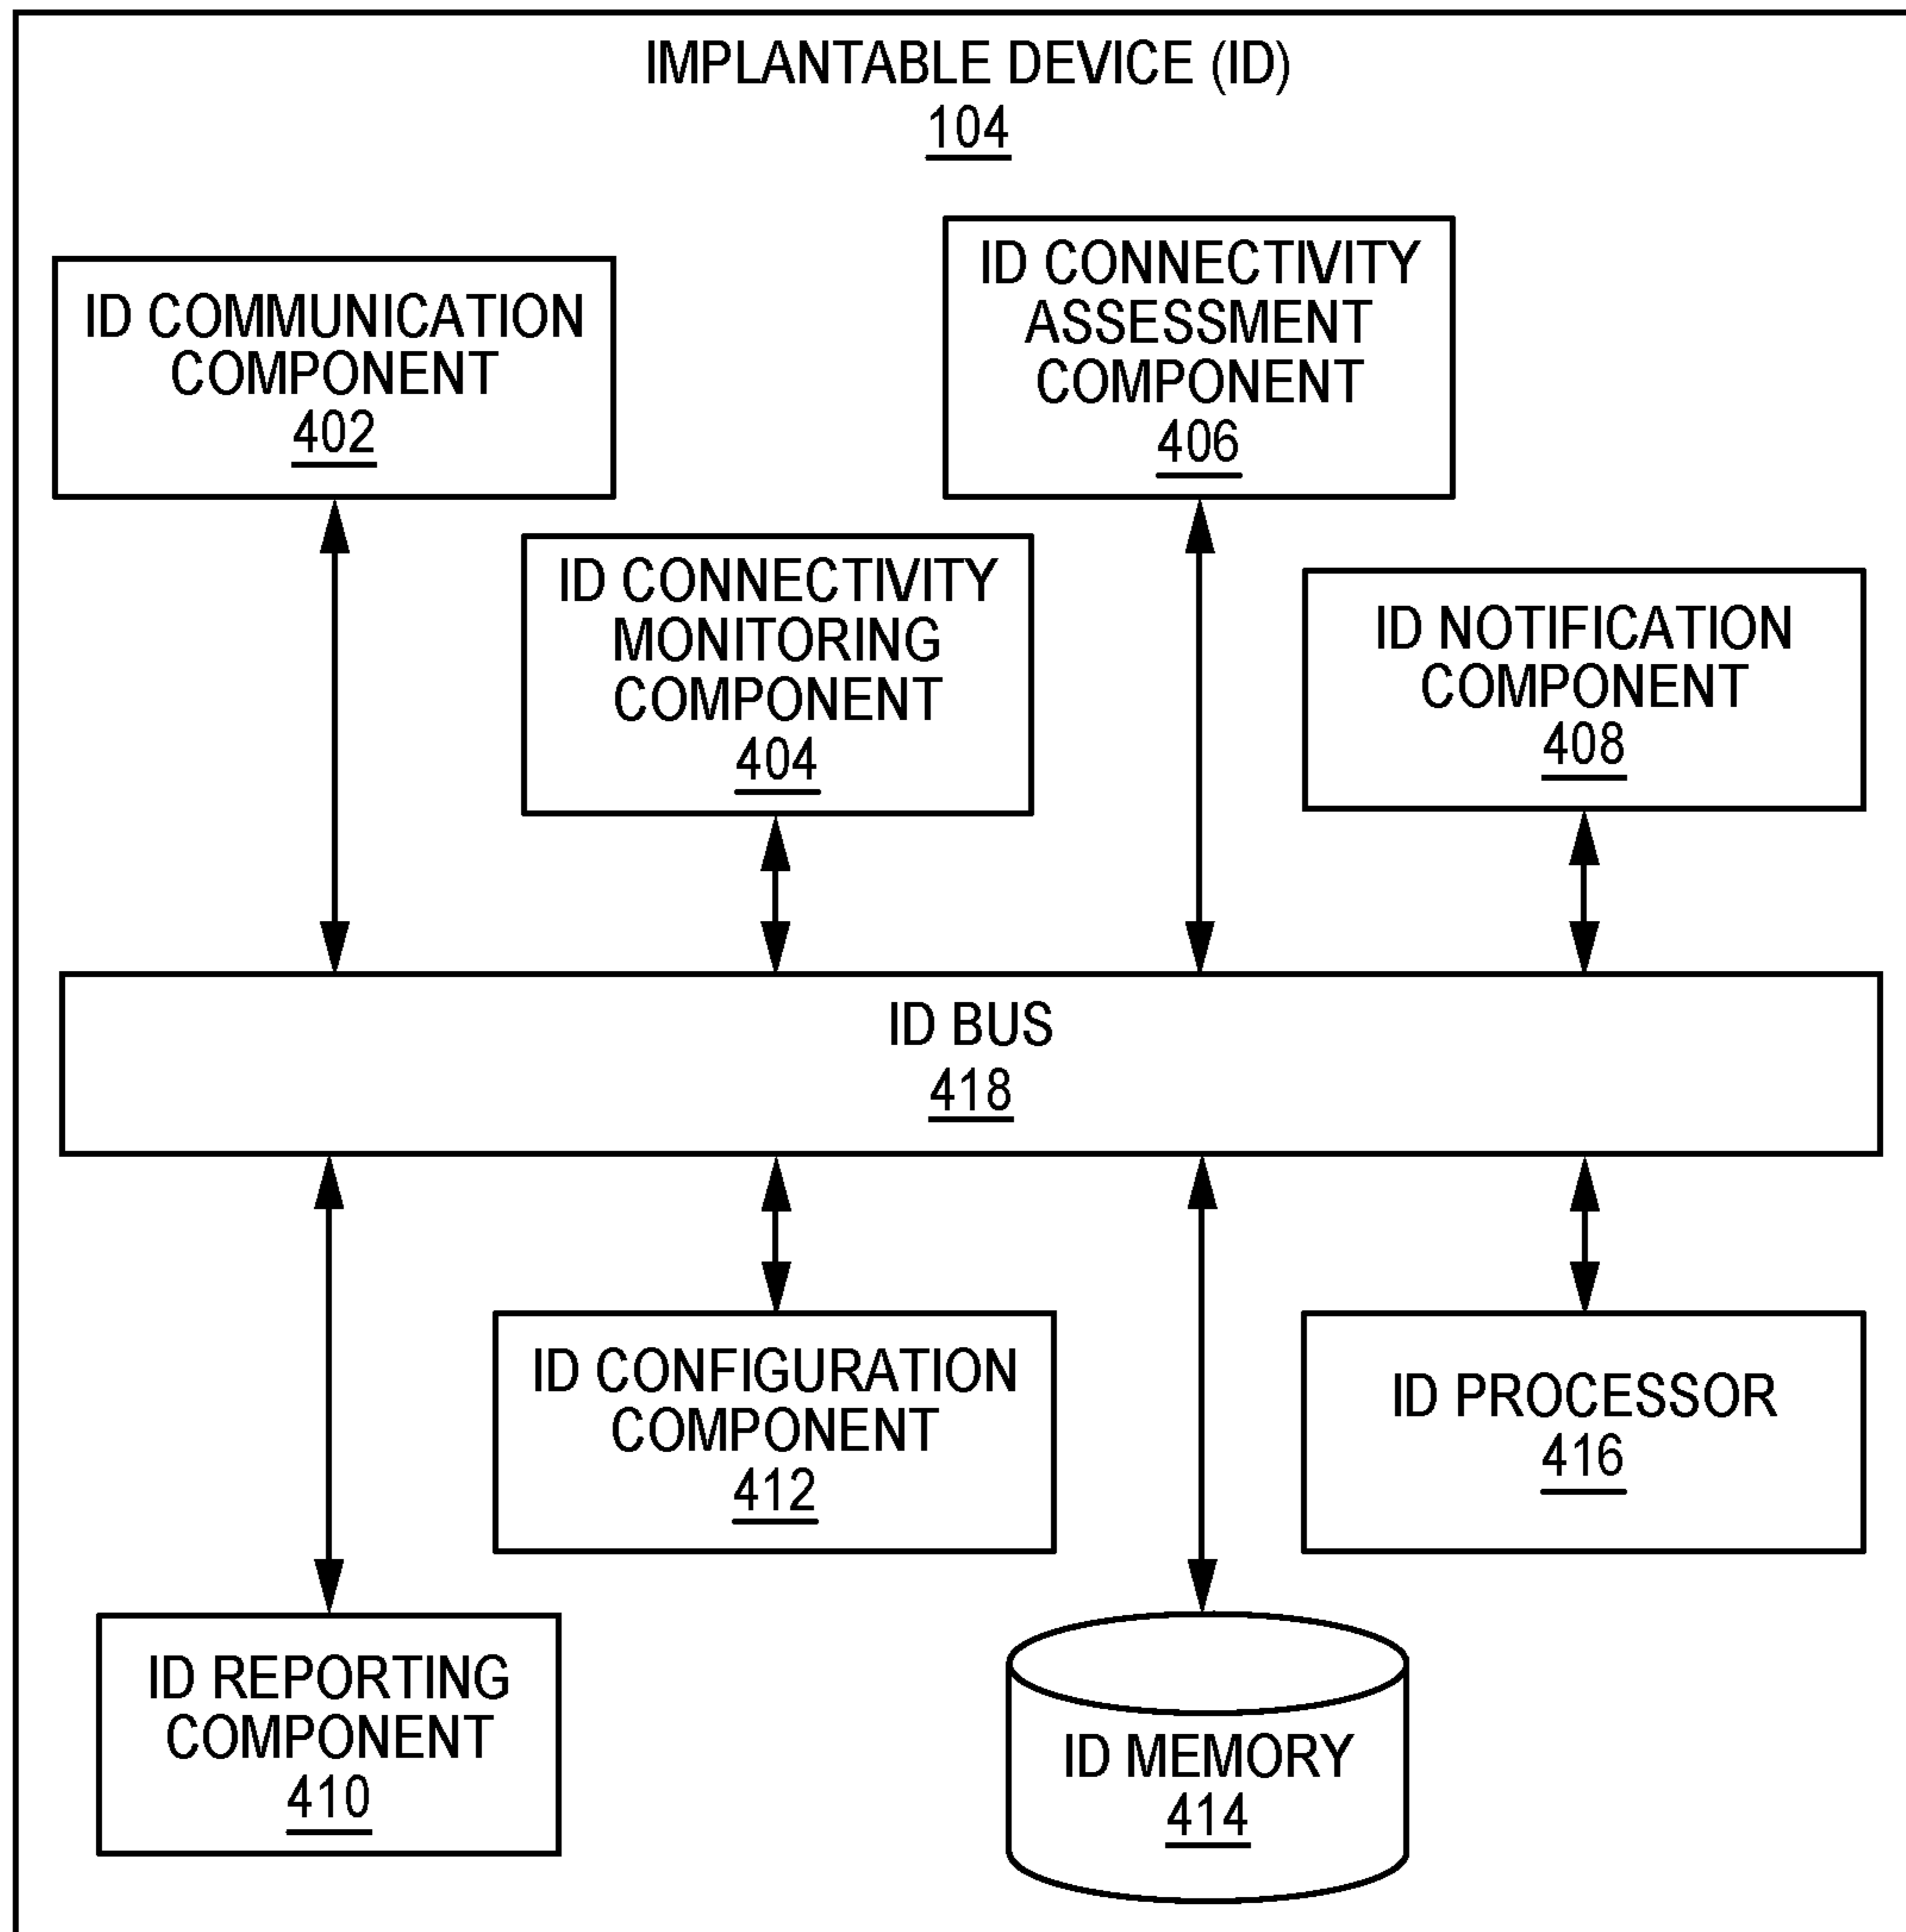 IMPLANTABLE DEVICE (ID)
104
ID COMMUNICATION
COMPONENT
402
ID CONNECTIVITY
ASSESSMENT
COMPONENT
406
ID CONNECTIVITY
MONITORING
COMPONENT
404
ID NOTIFICATION
COMPONENT
408
ID BUS
418
ID CONFIGURATION
COMPONENT
412
ID PROCESSOR
416
ID REPORTING
COMPONENT
410
ID MEMORY
414